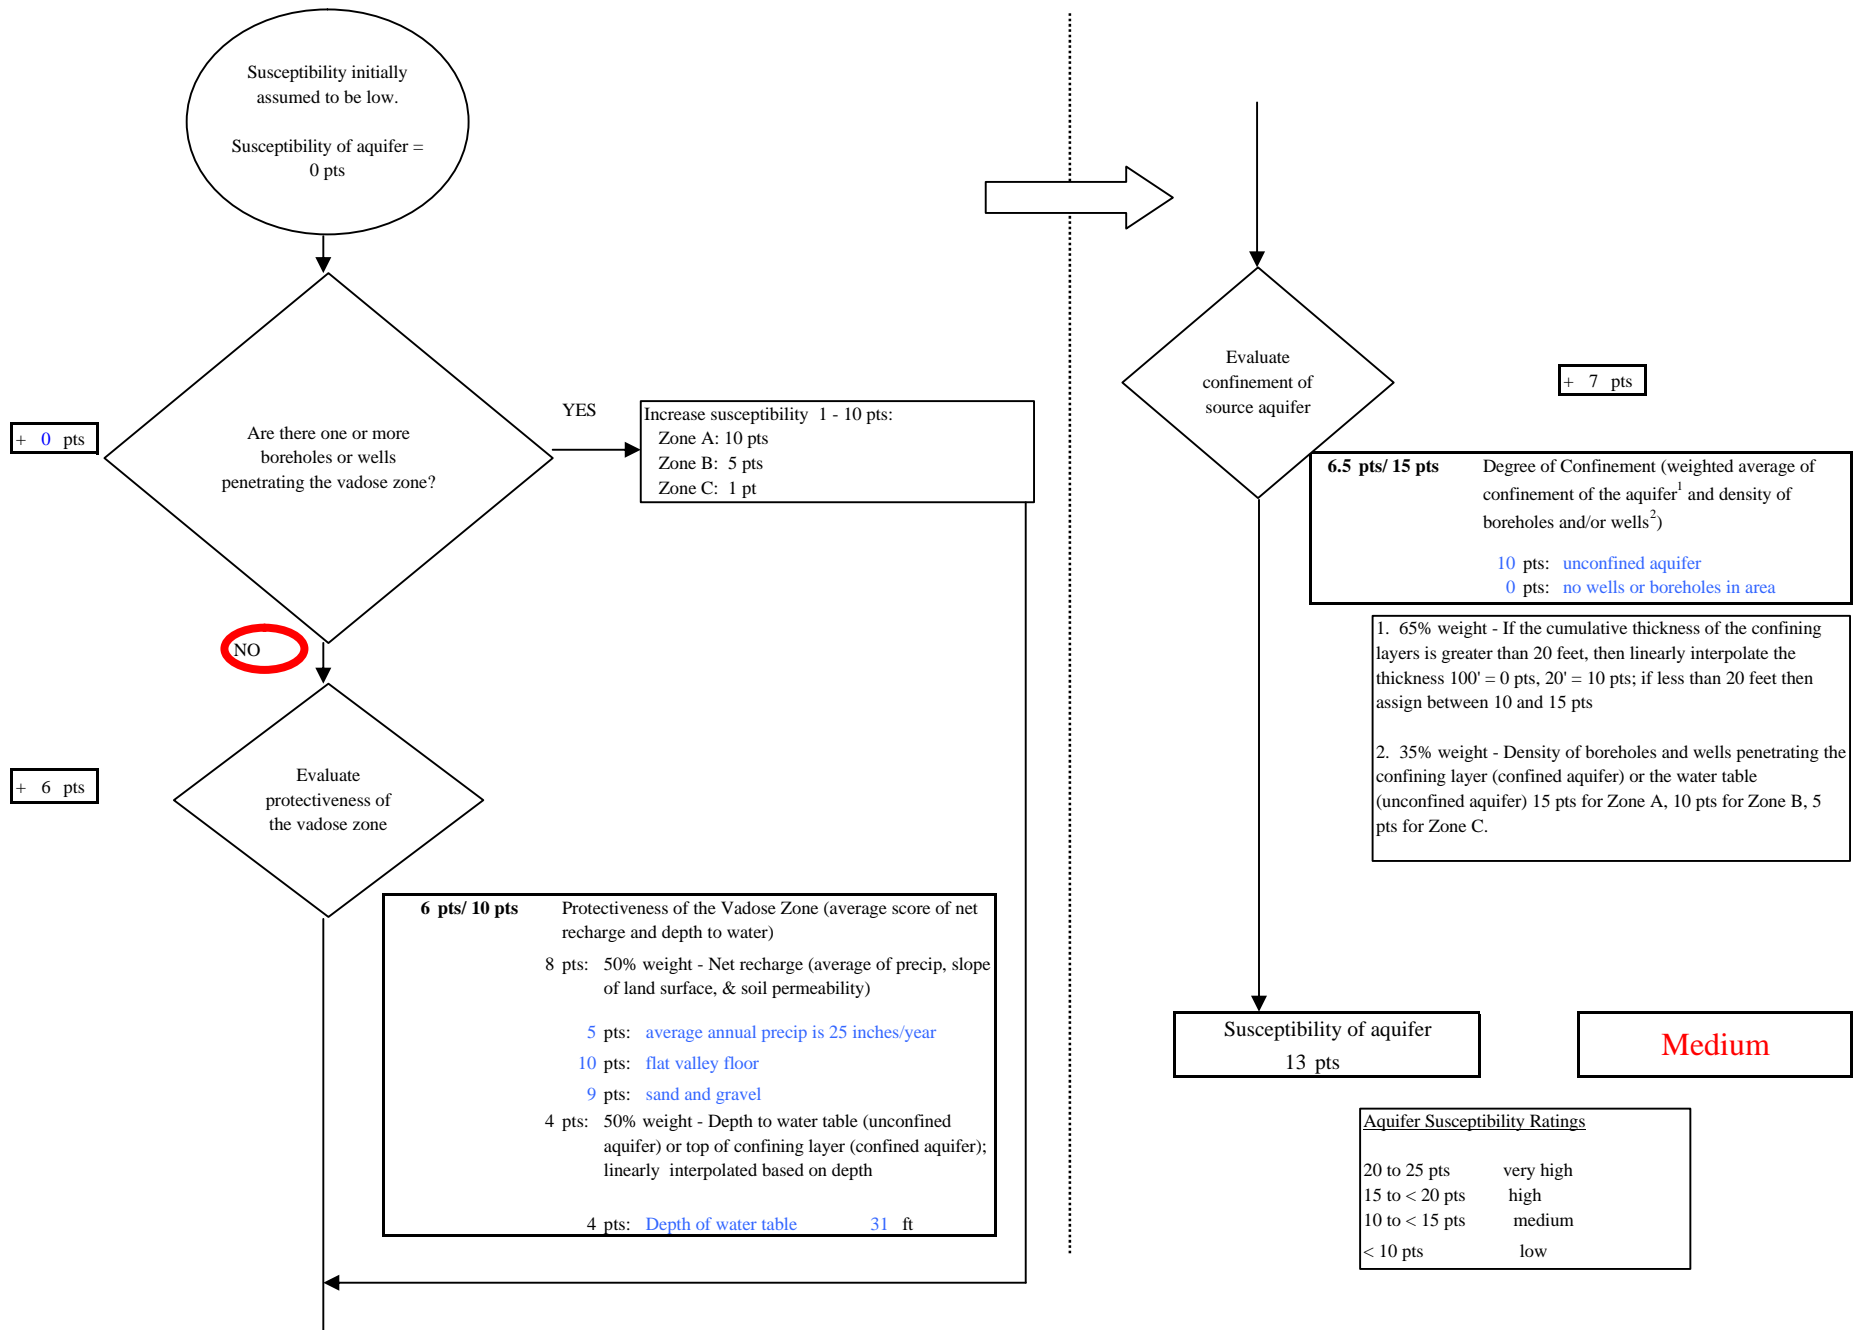 Susceptibility initially
assumed to be low.
Susceptibility of aquifer =
0 pts
+ 0 pts
Are there one or more
boreholes or wells
penetrating the vadose zone?
YES
Increase susceptibility 1 - 10 pts:
Zone A: 10 pts
Zone B: 5 pts
Zone C: 1 pt
NO
+ 6 pts
Evaluate
protectiveness of
the vadose zone
6 pts/ 10 pts Protectiveness of the Vadose Zone (average score of net
recharge and depth to water)
8 pts: 50% weight - Net recharge (average of precip, slope
of land surface, & soil permeability)
5 pts: average annual precip is 25 inches/year
10 pts: flat valley floor
9 pts: sand and gravel
4 pts: 50% weight - Depth to water table (unconfined
aquifer) or top of confining layer (confined aquifer);
linearly interpolated based on depth
4 pts: Depth of water table 31 ft
Evaluate
confinement of
source aquifer
+ 7 pts
6.5 pts/ 15 pts Degree of Confinement (weighted average of
confinement of the aquifer1 and density of
boreholes and/or wells2)
10 pts: unconfined aquifer
0 pts: no wells or boreholes in area
1. 65% weight - If the cumulative thickness of the confining
layers is greater than 20 feet, then linearly interpolate the
thickness 100' = 0 pts, 20' = 10 pts; if less than 20 feet then
assign between 10 and 15 pts
2. 35% weight - Density of boreholes and wells penetrating the
confining layer (confined aquifer) or the water table
(unconfined aquifer) 15 pts for Zone A, 10 pts for Zone B, 5
pts for Zone C.
Susceptibility of aquifer
13 pts
Medium
Aquifer Susceptibility Ratings
20 to 25 pts very high
15 to < 20 pts high
10 to < 15 pts medium
< 10 pts low